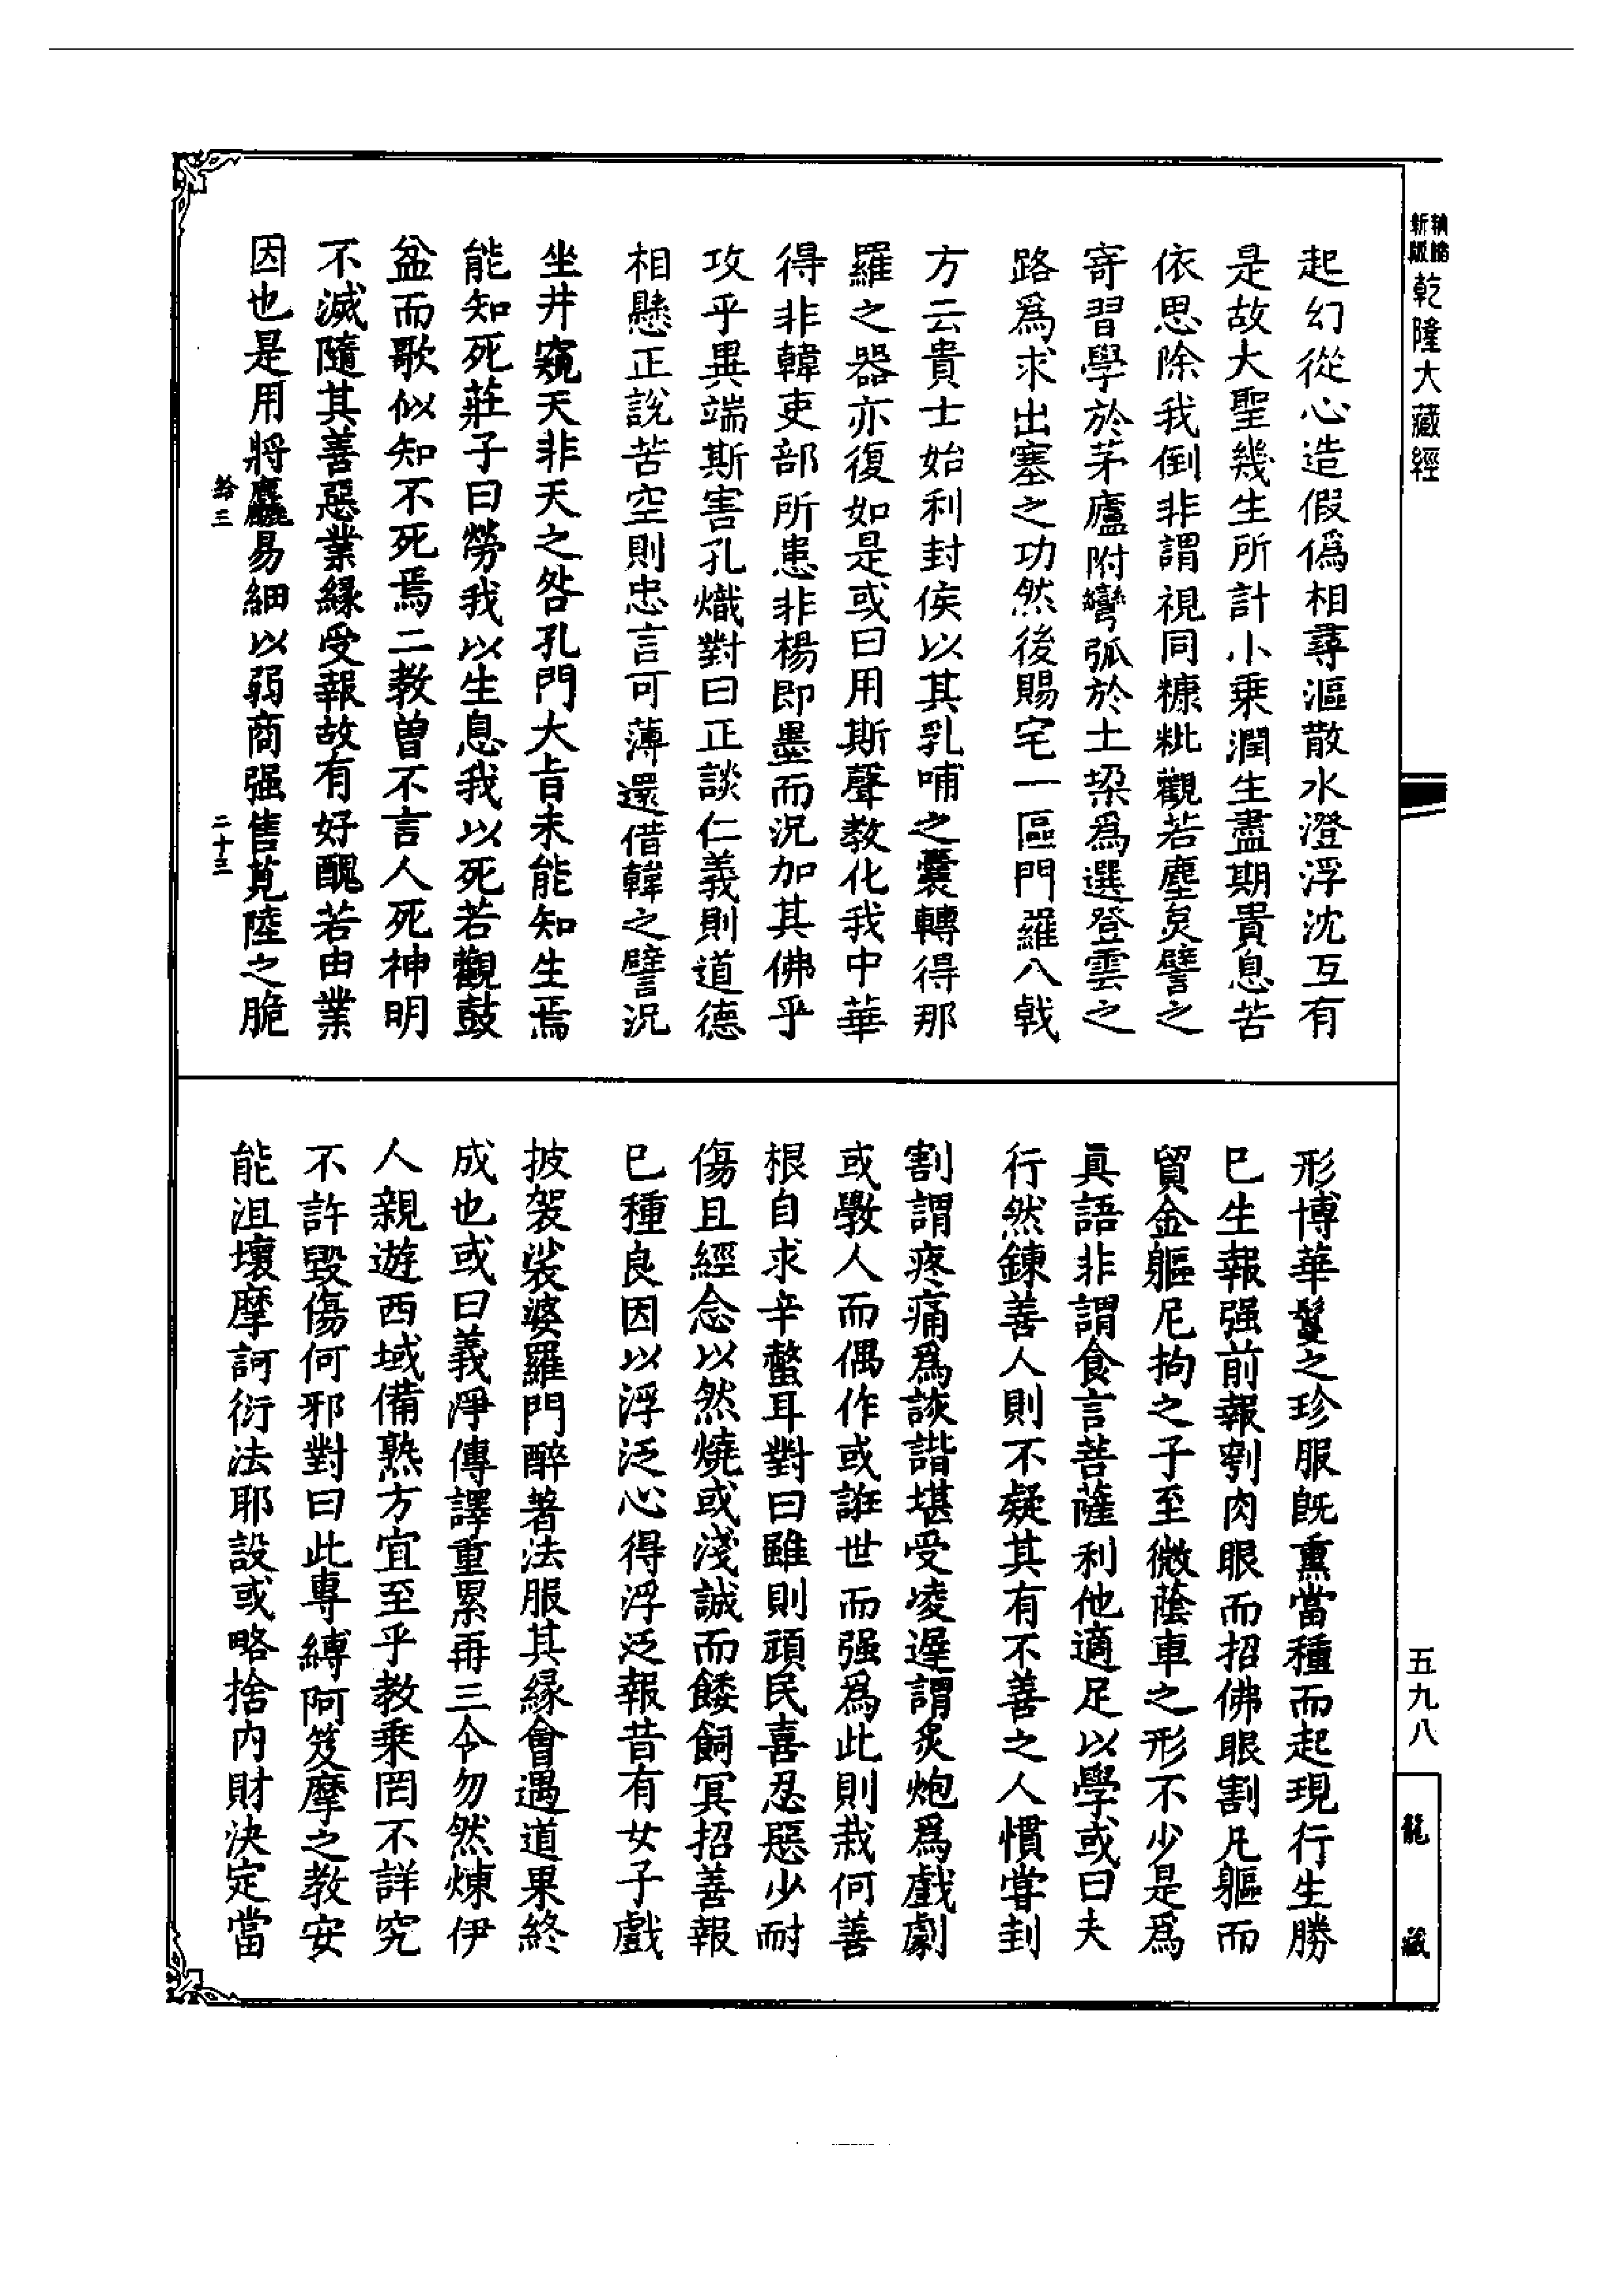 新版
縮
乾隆大藏經
起幻從心造假僞相尋漚散水澄浮沈互有
是故大聖幾生所計小乘潤生盡期貴息苦
依思除我倒非謂視同糠粃觀若塵炱譬之
寄習學於茅廬附彎弧於土㮏爲選登雲之
路爲求出塞之功然後賜宅一區門羅八戟
方云貴士始利封侯以其乳哺之囊轉得那
羅之器亦復如是或曰用斯聲教化我中華
得非韓吏部所患非楊即墨而況加其佛乎
攻乎異端斯害孔熾對曰正談仁義則道德
相懸正說苦空則忠言可薄還借韓之譬況
坐井窺天非天之咎孔門大旨未能知生焉
能知死莊子曰勞我以生息我以死若觀鼓
盆而歌似知不死焉二教曾不言人死神明
不滅隨其善惡業緣受報故有好醜若由業
因也是用將麤易細以弱商强售莧陸之脆
二十三
形博華鬘之珍服旣熏當種而起現行生勝
已生報强前報刳肉眼而招佛眼割凡軀而
貿金軀尼拘之子至微蔭車之形不少是爲
眞語非謂食言菩薩利他適足以學或曰夫
行然鍊善人則不疑其有不善之人慣甞刲
割謂疼痛爲談諧堪受凌遲謂炙炮爲戲劇
或斆人而偶作或誑世而强爲此則栽何善
根自求辛螫耳對曰雖則頑民喜忍惡少耐
傷且經念以然燒或淺誠而餧飼冥招善報
已種良因以浮泛心得浮泛報昔有女子戲
披袈裟婆羅門醉著法服其緣會遇道果終
成也或曰義淨傳譯重累再三令勿然煉伊
人親遊西域備熟方宜至乎教乘罔不詳究
不許毀傷何邪對曰此專縛阿笈摩之教安
能沮壞摩訶衍法耶設或略捨內財決定當
五九八
龍藏